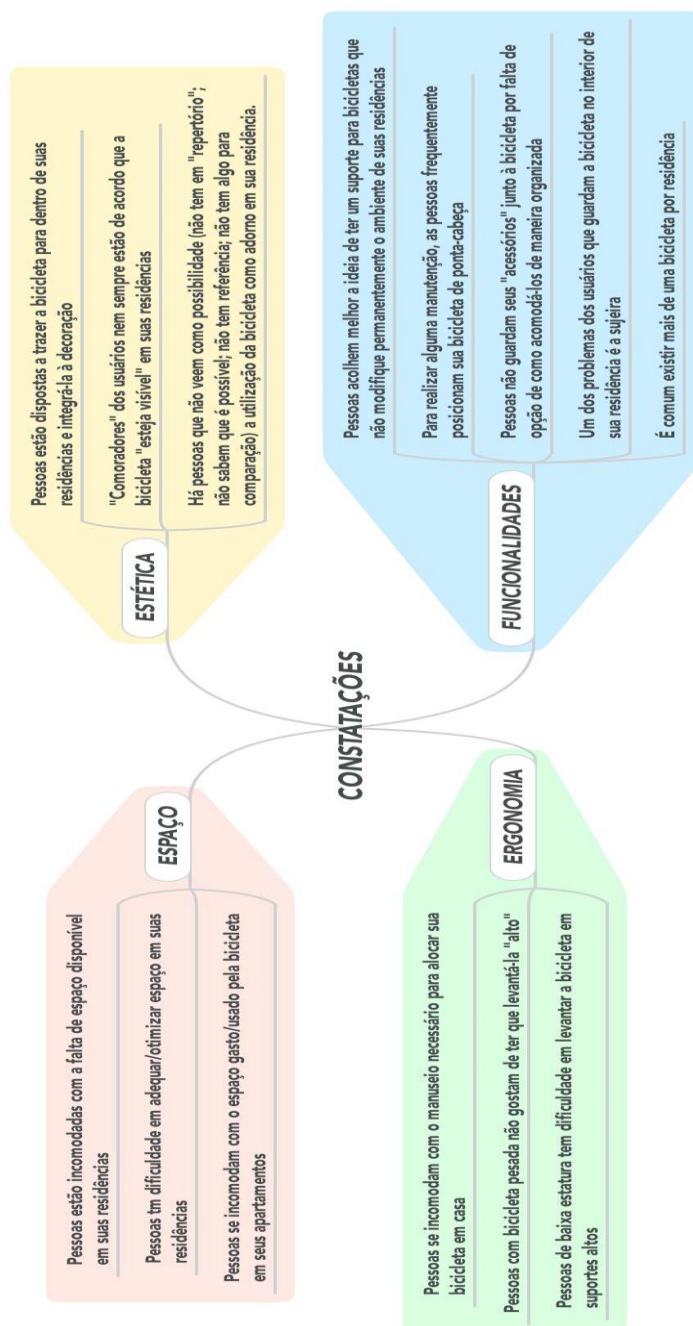 CONSTATAÇÕES
ESPAÇO
Pessoas estão incomodadas com a falta de espaço disponível
em suas residências
Pessoas tm dificuldade em adequar/otimizar espaço em suas
residências
Pessoas se incomodam com o espaço gasto/usado pela bicicleta
em seus apartamentos
ESTÉTICA
Pessoas estão dispostas a trazer a bicicleta para dentro de suas
residências e integrá-la à decoração
"Comoradores" dos usuários nem sempre estão de acordo que a
bicicleta "esteja visível" em suas residências
Há pessoas que não veem como possibilidade (não tem em "repertório";
não sabem que é possível; não tem referência; não tem algo para
comparação) a utilização da bicicleta como adorno em sua residência.
ERGONOMIA
Pessoas se incomodam com o manuseio necessário para alocar sua
bicicleta em casa
Pessoas com bicicleta pesada não gostam de ter que levantá-la "alto"
Pessoas de baixa estatura tem dificuldade em levantar a bicicleta em
suportes altos
FUNCIONALIDADES
Pessoas acolhem melhor a ideia de ter um suporte para bicicletas que
não modifique permanentemente o ambiente de suas residências
Para realizar alguma manutenção, as pessoas frequentemente
posicionam sua bicicleta de ponta-cabeça
Pessoas não guardam seus "acessórios" junto à bicicleta por falta de
opção de como acomodá-los de maneira organizada
Um dos problemas dos usuários que guardam a bicicleta no interior de
sua residência é a sujeira
É comum existir mais de uma bicicleta por residência